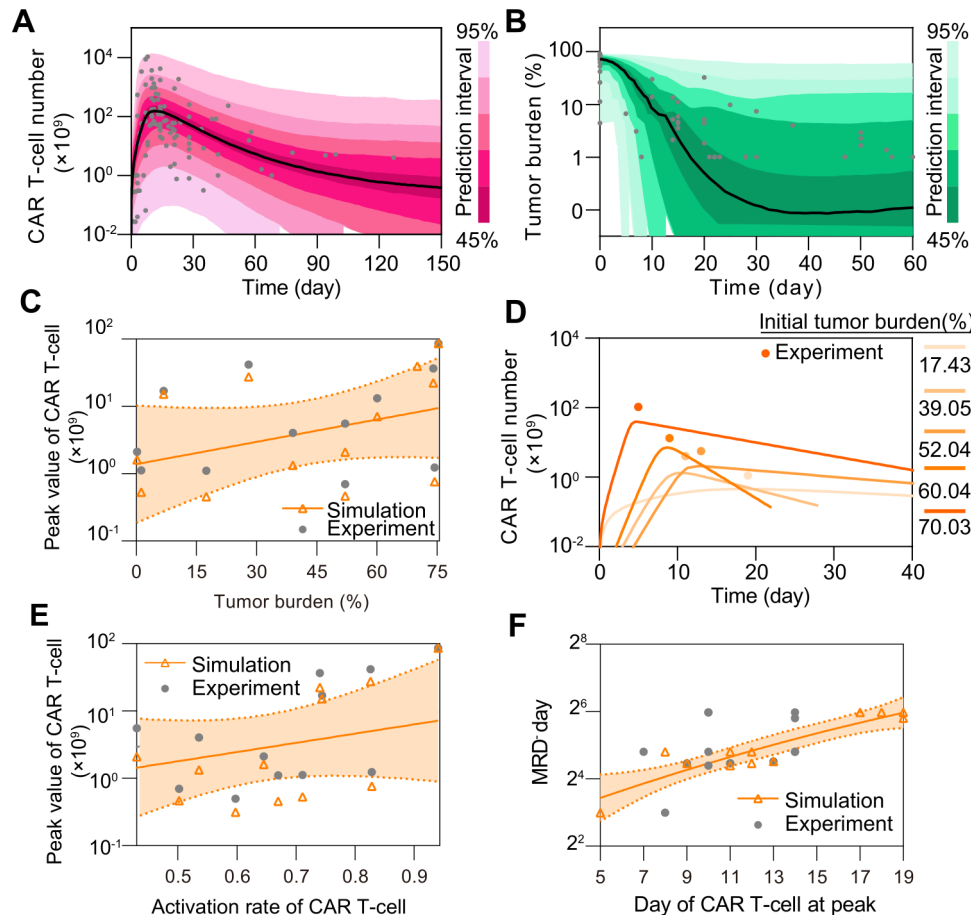 A
CAR T-cell number
(×10⁹)
10⁴
10²
10⁰
10⁻²
0
30
60
90
120
150
Time (day)
95%
Prediction interval
45%
B
Tumor burden (%)
100
10
1
0
0
10
20
30
40
50
60
Time (day)
95%
Prediction interval
45%
C
Peak value of CAR T-cell
(×10⁹)
10²
10¹
10⁰
10⁻¹
Simulation
Experiment
0
15
30
45
60
75
Tumor burden (%)
D
Initial tumor burden(%)
CAR T-cell number
(×10⁹)
10⁴
10²
10⁰
10⁻²
Experiment
17.43
39.05
52.04
60.04
70.03
0
10
20
30
40
Time (day)
E
Peak value of CAR T-cell
(×10⁹)
10²
10¹
10⁰
10⁻¹
Simulation
Experiment
0.5
0.6
0.7
0.8
0.9
Activation rate of CAR T-cell
F
MRD⁻day
2⁸
2⁶
2⁴
2²
Simulation
Experiment
5
7
9
11
13
15
17
19
Day of CAR T-cell at peak